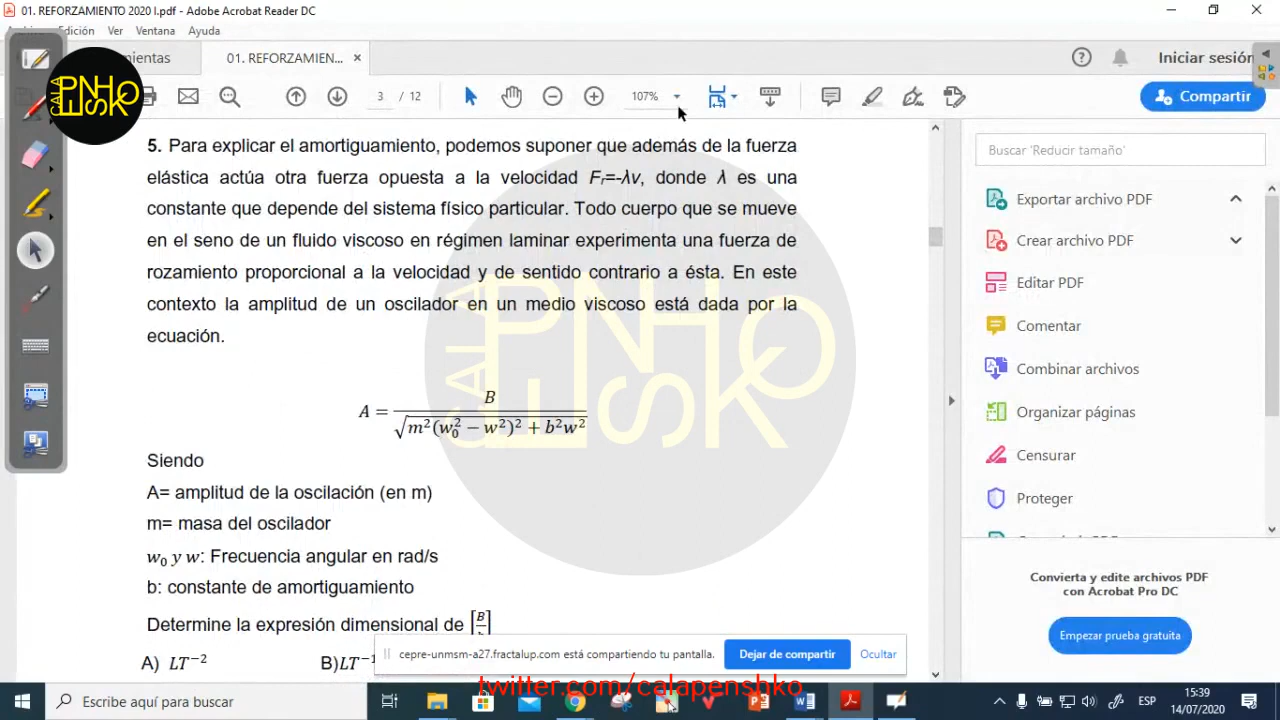 01. REFORZAMIENTO 2020 I.pdf - Adobe Acrobat Reader DC
Edición Ver Ventana Ayuda
01. REFORZAMIEN... ×
Iniciar sesión
CALA PENSHKO
3 / 12
107%
Compartir
5. Para explicar el amortiguamiento, podemos suponer que además de la fuerza
elástica actúa otra fuerza opuesta a la velocidad Fr=-λv, donde λ es una
constante que depende del sistema físico particular. Todo cuerpo que se mueve
en el seno de un fluido viscoso en régimen laminar experimenta una fuerza de
rozamiento proporcional a la velocidad y de sentido contrario a ésta. En este
contexto la amplitud de un oscilador en un medio viscoso está dada por la
ecuación.
A = B / √(m²(w₀² − w²)² + b²w²)
Siendo
A= amplitud de la oscilación (en m)
m= masa del oscilador
w₀ y w: Frecuencia angular en rad/s
b: constante de amortiguamiento
Determine la expresión dimensional de [B/b]
A) LT⁻²
B)LT⁻¹
CALA PENSHKO
Buscar 'Reducir tamaño'
Exportar archivo PDF
Crear archivo PDF
Editar PDF
Comentar
Combinar archivos
Organizar páginas
Censurar
Proteger
Convierta y edite archivos PDF
con Acrobat Pro DC
Empezar prueba gratuita
cepre-unmsm-a27.fractalup.com está compartiendo tu pantalla.
Dejar de compartir
Ocultar
twitter.com/calapenshko
Escribe aquí para buscar
ESP
15:39
14/07/2020